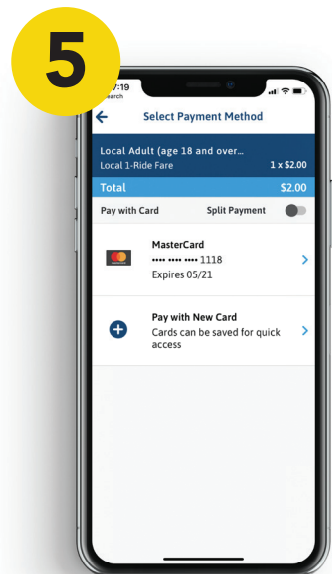 5
7:19
Select Payment Method
Local Adult (age 18 and over...
Local 1-Ride Fare 1 x $2.00
Total $2.00
Pay with Card Split Payment
MasterCard
•••• •••• •••• 1118
Expires 05/21
Pay with New Card
Cards can be saved for quick
access